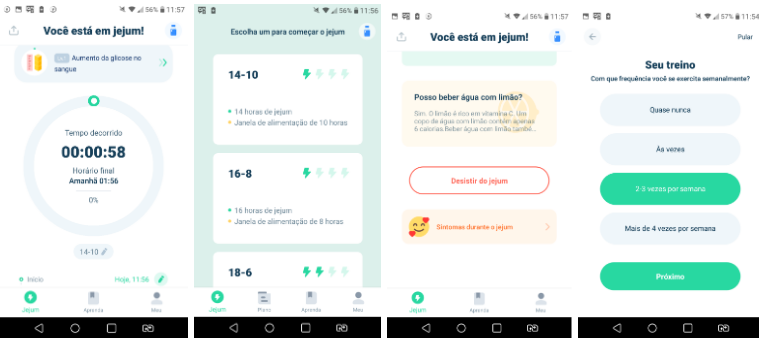 11:57
Você está em jejum!
Aumento da glicose no
sangue
Tempo decorrido
00:00:58
Horário final
Amanhã 01:56
0%
14-10
Início
Hoje, 11:56
Jejum
Aprenda
Meu
56% 11:56
Escolha um para começar o jejum
14-10
14 horas de jejum
Janela de alimentação de 10 horas
16-8
16 horas de jejum
Janela de alimentação de 8 horas
18-6
Jejum
Plano
Aprenda
Meu
56% 11:57
Você está em jejum!
Posso beber água com limão?
Sim. O limão é rico em vitamina C. Um
copo de água com limão contém apenas
6 calorias.Beber água com limão també...
Desistir do jejum
Sintomas durante o jejum
Jejum
Aprenda
Meu
57% 11:54
Pular
Seu treino
Com que frequência você se exercita semanalmente?
Quase nunca
Às vezes
2-3 vezes por semana
Mais de 4 vezes por semana
Próximo